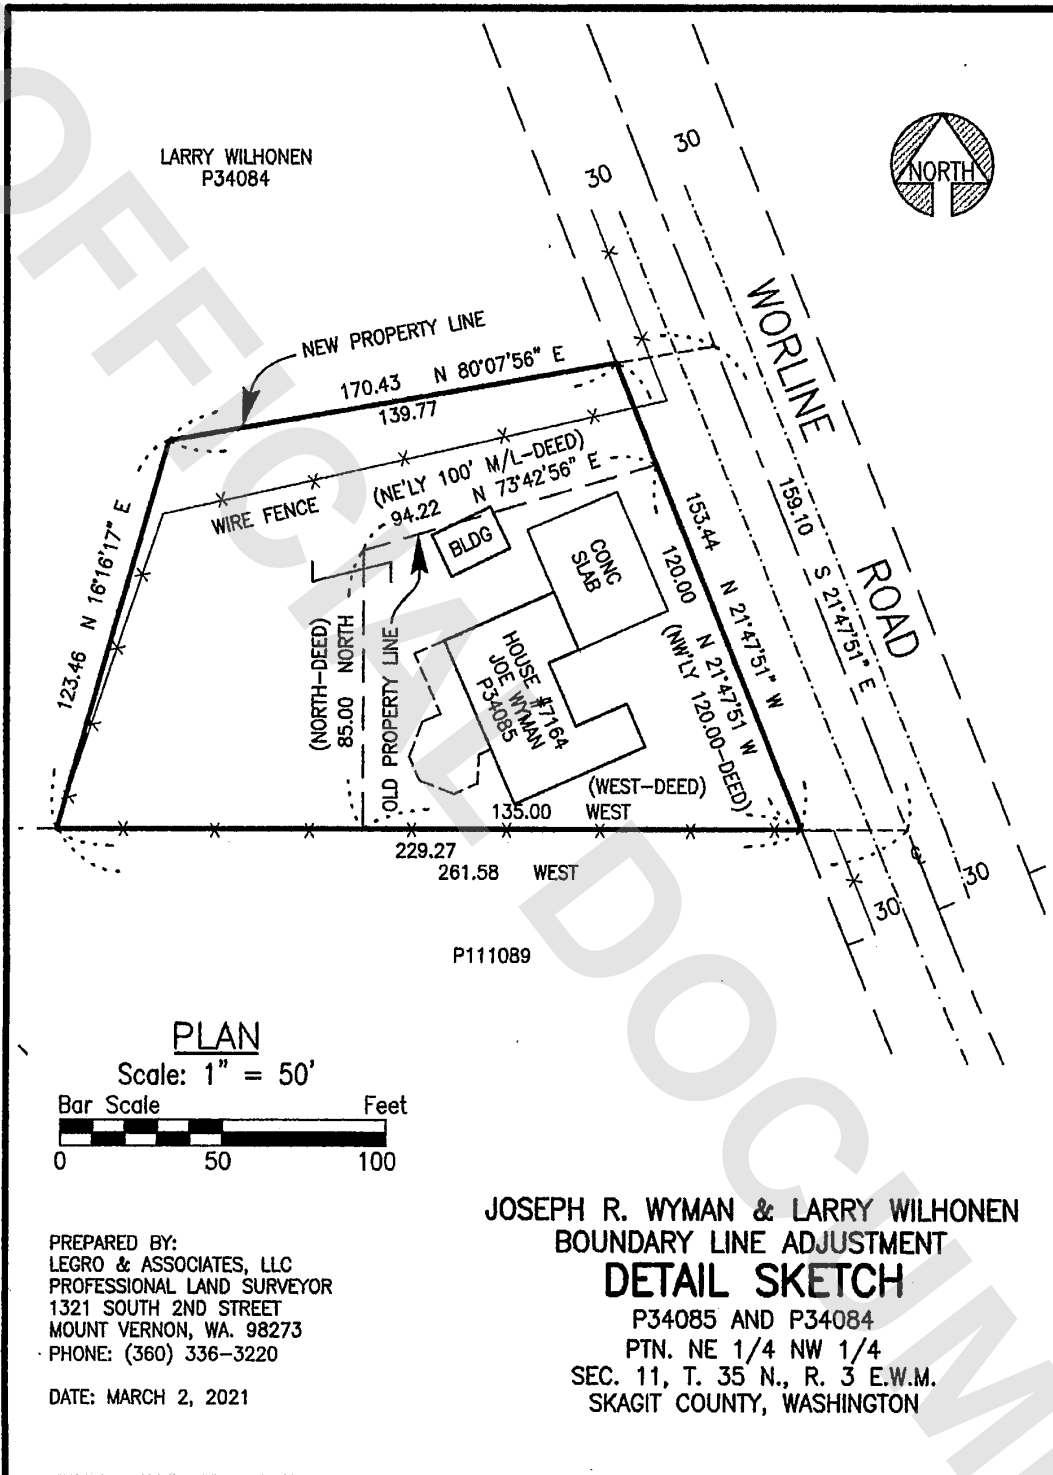 LARRY WILHONEN
P34084
30
30
NORTH
WORLINE
ROAD
NEW PROPERTY LINE
170.43 N 80°07'56" E
139.77
(NE'LY 100' M/L-DEED)
94.22 N 73°42'56" E
WIRE FENCE
BLDG
CONC
SLAB
123.46 N 16°16'17" E
(NORTH-DEED)
85.00 NORTH
OLD PROPERTY LINE
HOUSE #7164
JOE WYMAN
P34085
153.44 N 21°47'51" W
120.00 N 21°47'51 W
(NW'LY 120.00-DEED)
159.10 S 21°47'51" E
(WEST-DEED)
135.00 WEST
229.27
261.58 WEST
30
30
P111089
PLAN
Scale: 1" = 50'
Bar Scale Feet
0 50 100
PREPARED BY:
LEGRO & ASSOCIATES, LLC
PROFESSIONAL LAND SURVEYOR
1321 SOUTH 2ND STREET
MOUNT VERNON, WA. 98273
PHONE: (360) 336-3220
DATE: MARCH 2, 2021
JOSEPH R. WYMAN & LARRY WILHONEN
BOUNDARY LINE ADJUSTMENT
DETAIL SKETCH
P34085 AND P34084
PTN. NE 1/4 NW 1/4
SEC. 11, T. 35 N., R. 3 E.W.M.
SKAGIT COUNTY, WASHINGTON
OFFICIAL DOCUM